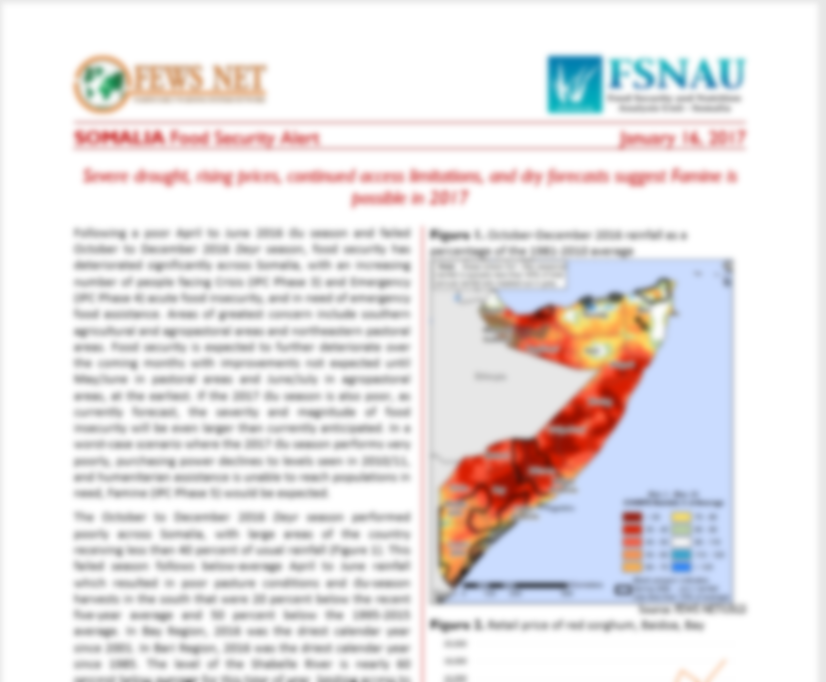 FEWS NET
FSNAU
Food Security and Nutrition
Analysis Unit - Somalia
SOMALIA Food Security Alert
January 16, 2017
Severe drought, rising prices, continued access limitations, and dry forecasts suggest Famine is
possible in 2017
Following a poor April to June 2016 Gu season and failed
October to December 2016 Deyr season, food security has
deteriorated significantly across Somalia, with an increasing
number of people facing Crisis (IPC Phase 3) and Emergency
(IPC Phase 4) acute food insecurity, and in need of emergency
food assistance. Areas of greatest concern include southern
agricultural and agropastoral areas and northeastern pastoral
areas. Food security is expected to further deteriorate over
the coming months with improvements not expected until
May/June in pastoral areas and June/July in agropastoral
areas, at the earliest. If the 2017 Gu season is also poor, as
currently forecast, the severity and magnitude of food
insecurity will be even larger than currently anticipated. In a
worst-case scenario where the 2017 Gu season performs very
poorly, purchasing power declines to levels seen in 2010/11,
and humanitarian assistance is unable to reach populations in
need, Famine (IPC Phase 5) would be expected.
The October to December 2016 Deyr season performed
poorly across Somalia, with large areas of the country
receiving less than 40 percent of usual rainfall (Figure 1). This
failed season follows below-average April to June rainfall
which resulted in poor pasture conditions and Gu-season
harvests in the south that were 20 percent below the recent
five-year average and 50 percent below the 1995-2015
average. In Bay Region, 2016 was the driest calendar year
since 2001. In Bari Region, 2016 was the driest calendar year
since 1985. The level of the Shabelle River is nearly 60
percent below average for this time of year, limiting access to
Figure 1. October-December 2016 rainfall as a
percentage of the 1981-2010 average
Ethiopia
Source: FEWS NET/USGS
Figure 2. Retail price of red sorghum, Baidoa, Bay